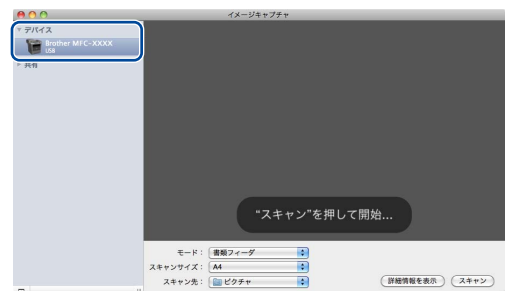 イメージキャプチャ
デバイス
Brother MFC-XXXX
USB
共有
"スキャン"を押して開始...
モード： 書類フィーダ
スキャンサイズ： A4
スキャン先： ピクチャ
詳細情報を表示 スキャン